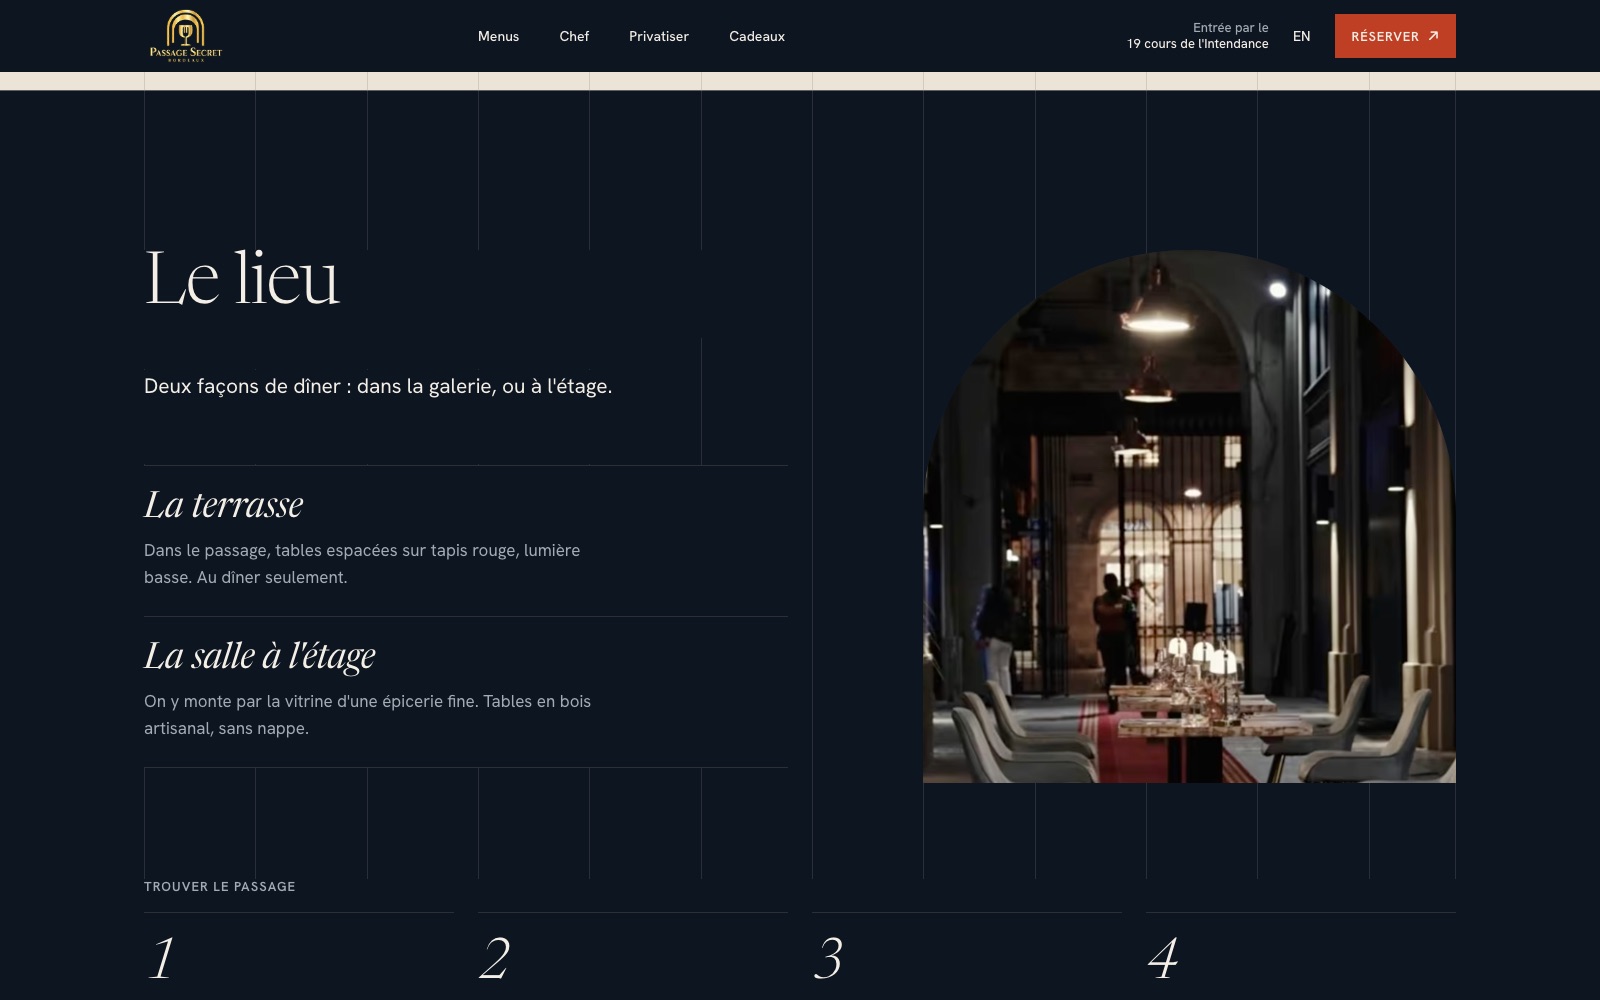 PASSAGE SECRET
BORDEAUX
Menus
Chef
Privatiser
Cadeaux
Entrée par le
19 cours de l'Intendance
EN
RÉSERVER
Le lieu
Deux façons de dîner : dans la galerie, ou à l'étage.
La terrasse
Dans le passage, tables espacées sur tapis rouge, lumière
basse. Au dîner seulement.
La salle à l'étage
On y monte par la vitrine d'une épicerie fine. Tables en bois
artisanal, sans nappe.
TROUVER LE PASSAGE
1
2
3
4